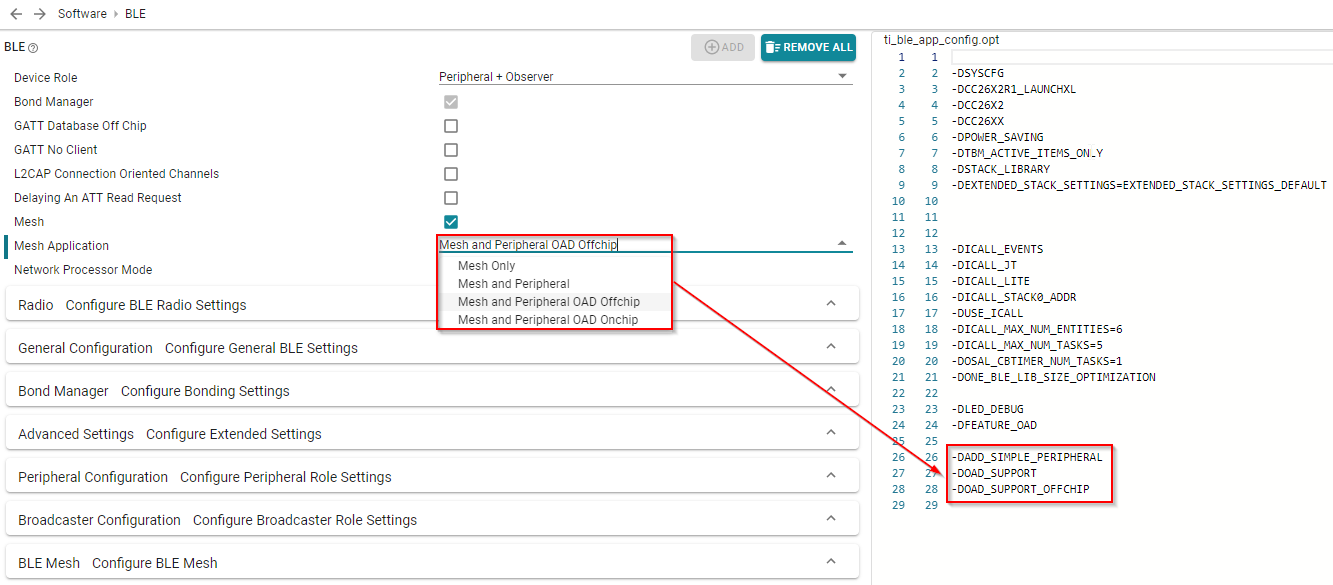 Software BLE
BLE
ADD
REMOVE ALL
Device Role Peripheral + Observer
Bond Manager
GATT Database Off Chip
GATT No Client
L2CAP Connection Oriented Channels
Delaying An ATT Read Request
Mesh
Mesh Application Mesh and Peripheral OAD Offchip
Mesh Only
Mesh and Peripheral
Mesh and Peripheral OAD Offchip
Mesh and Peripheral OAD Onchip
Network Processor Mode
Radio Configure BLE Radio Settings
General Configuration Configure General BLE Settings
Bond Manager Configure Bonding Settings
Advanced Settings Configure Extended Settings
Peripheral Configuration Configure Peripheral Role Settings
Broadcaster Configuration Configure Broadcaster Role Settings
BLE Mesh Configure BLE Mesh
ti_ble_app_config.opt
1 1
2 2 -DSYSCFG
3 3 -DCC26X2R1_LAUNCHXL
4 4 -DCC26X2
5 5 -DCC26XX
6 6 -DPOWER_SAVING
7 7 -DTBM_ACTIVE_ITEMS_ONLY
8 8 -DSTACK_LIBRARY
9 9 -DEXTENDED_STACK_SETTINGS=EXTENDED_STACK_SETTINGS_DEFAULT
10 10
11 11
12 12
13 13 -DICALL_EVENTS
14 14 -DICALL_JT
15 15 -DICALL_LITE
16 16 -DICALL_STACK0_ADDR
17 17 -DUSE_ICALL
18 18 -DICALL_MAX_NUM_ENTITIES=6
19 19 -DICALL_MAX_NUM_TASKS=5
20 20 -DOSAL_CBTIMER_NUM_TASKS=1
21 21 -DONE_BLE_LIB_SIZE_OPTIMIZATION
22 22
23 23 -DLED_DEBUG
24 24 -DFEATURE_OAD
25 25
26 26 -DADD_SIMPLE_PERIPHERAL
27 27 -DOAD_SUPPORT
28 28 -DOAD_SUPPORT_OFFCHIP
29 29